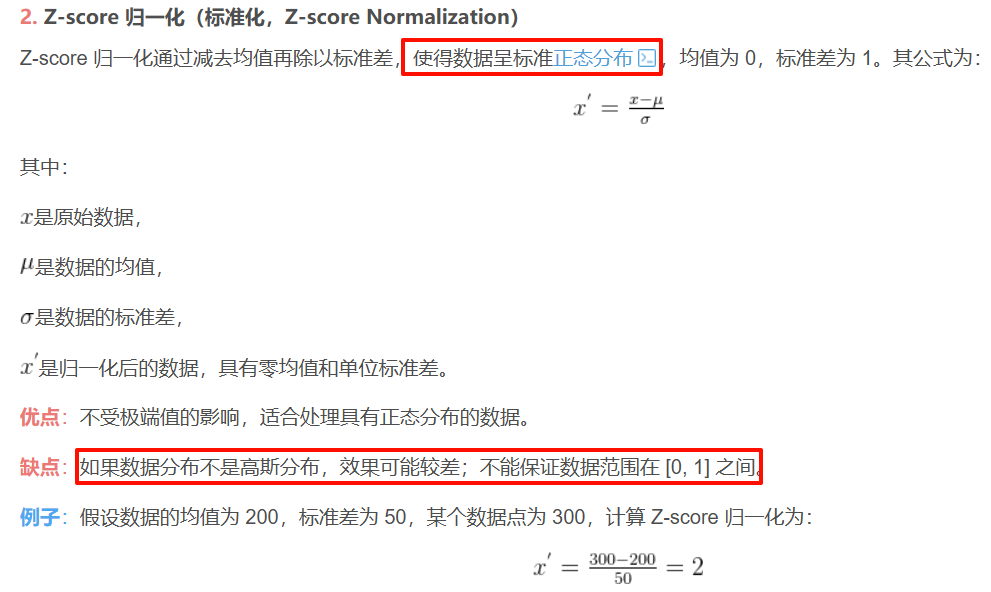 2. Z-score 归一化（标准化，Z-score Normalization）
Z-score 归一化通过减去均值再除以标准差，使得数据呈标准正态分布，均值为 0，标准差为 1。其公式为：
x′ = (x−μ)/σ
其中：
x是原始数据，
μ是数据的均值，
σ是数据的标准差，
x′是归一化后的数据，具有零均值和单位标准差。
优点：不受极端值的影响，适合处理具有正态分布的数据。
缺点：如果数据分布不是高斯分布，效果可能较差；不能保证数据范围在 [0, 1] 之间。
例子：假设数据的均值为 200，标准差为 50，某个数据点为 300，计算 Z-score 归一化为：
x′ = (300−200)/50 = 2